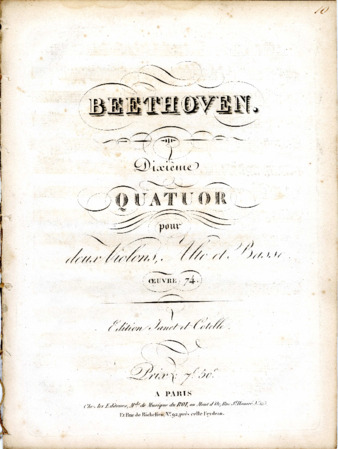 10
BEETHOVEN.
Dixième
QUATUOR
pour
deux Violons, Alto et Basse.
ŒUVRE 74.
Edition Janet et Cotelle.
Prix 7f. 50c.
A PARIS
Chez les Editeurs, Mds. de Musique du ROI, au Mont d'Or, Rue St. Honoré,
Et Rue de Richelieu, No. 92, près celle Feydeau.